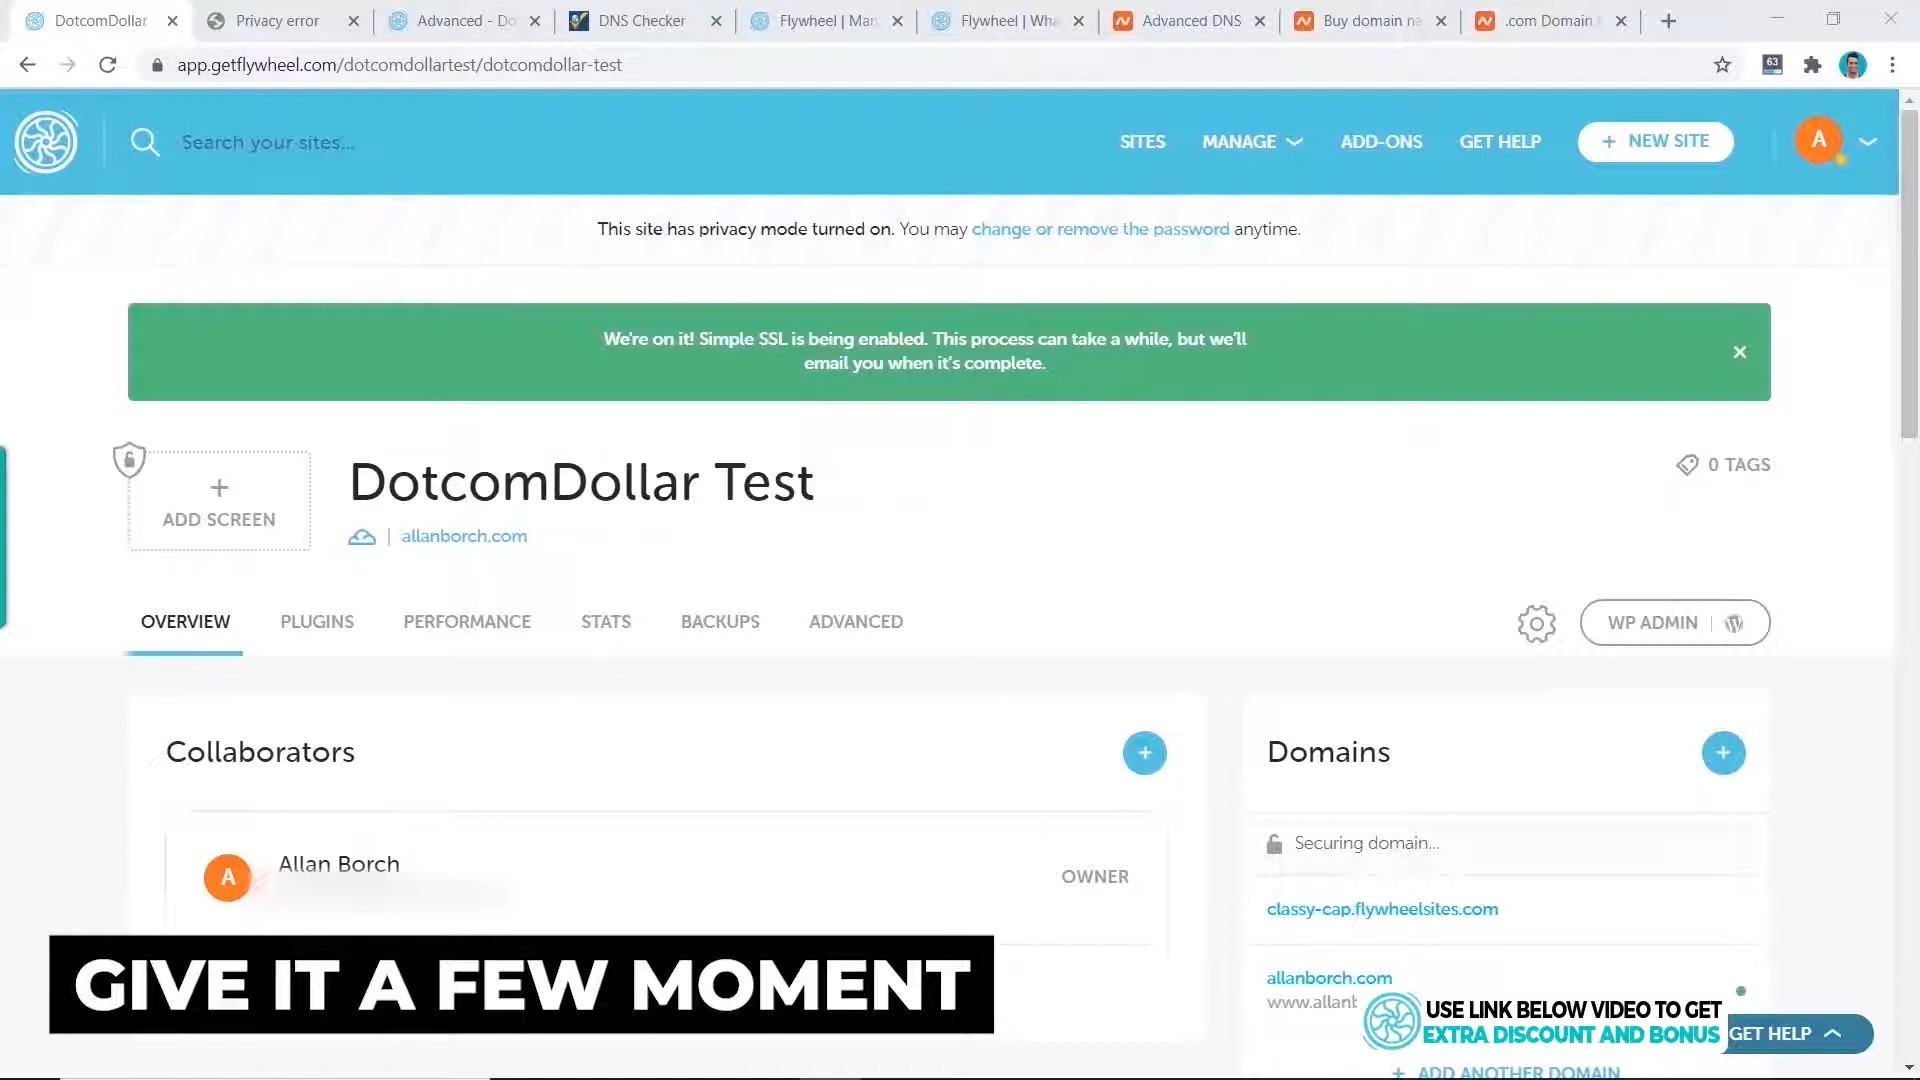 DotcomDollar
Privacy error
Advanced - Do
DNS Checker
Flywheel | Man
Flywheel | Wha
Advanced DNS
Buy domain na
.com Domain
app.getflywheel.com/dotcomdollartest/dotcomdollar-test
63
Search your sites...
SITES
MANAGE
ADD-ONS
GET HELP
+ NEW SITE
A
This site has privacy mode turned on. You may change or remove the password anytime.
We're on it! Simple SSL is being enabled. This process can take a while, but we'll
email you when it's complete.
+
ADD SCREEN
DotcomDollar Test
allanborch.com
0 TAGS
OVERVIEW
PLUGINS
PERFORMANCE
STATS
BACKUPS
ADVANCED
WP ADMIN
Collaborators
+
Domains
+
A
Allan Borch
OWNER
Securing domain...
classy-cap.flywheelsites.com
allanborch.com
www.allanb
GIVE IT A FEW MOMENT
USE LINK BELOW VIDEO TO GET
EXTRA DISCOUNT AND BONUS
GET HELP
+ ADD ANOTHER DOMAIN